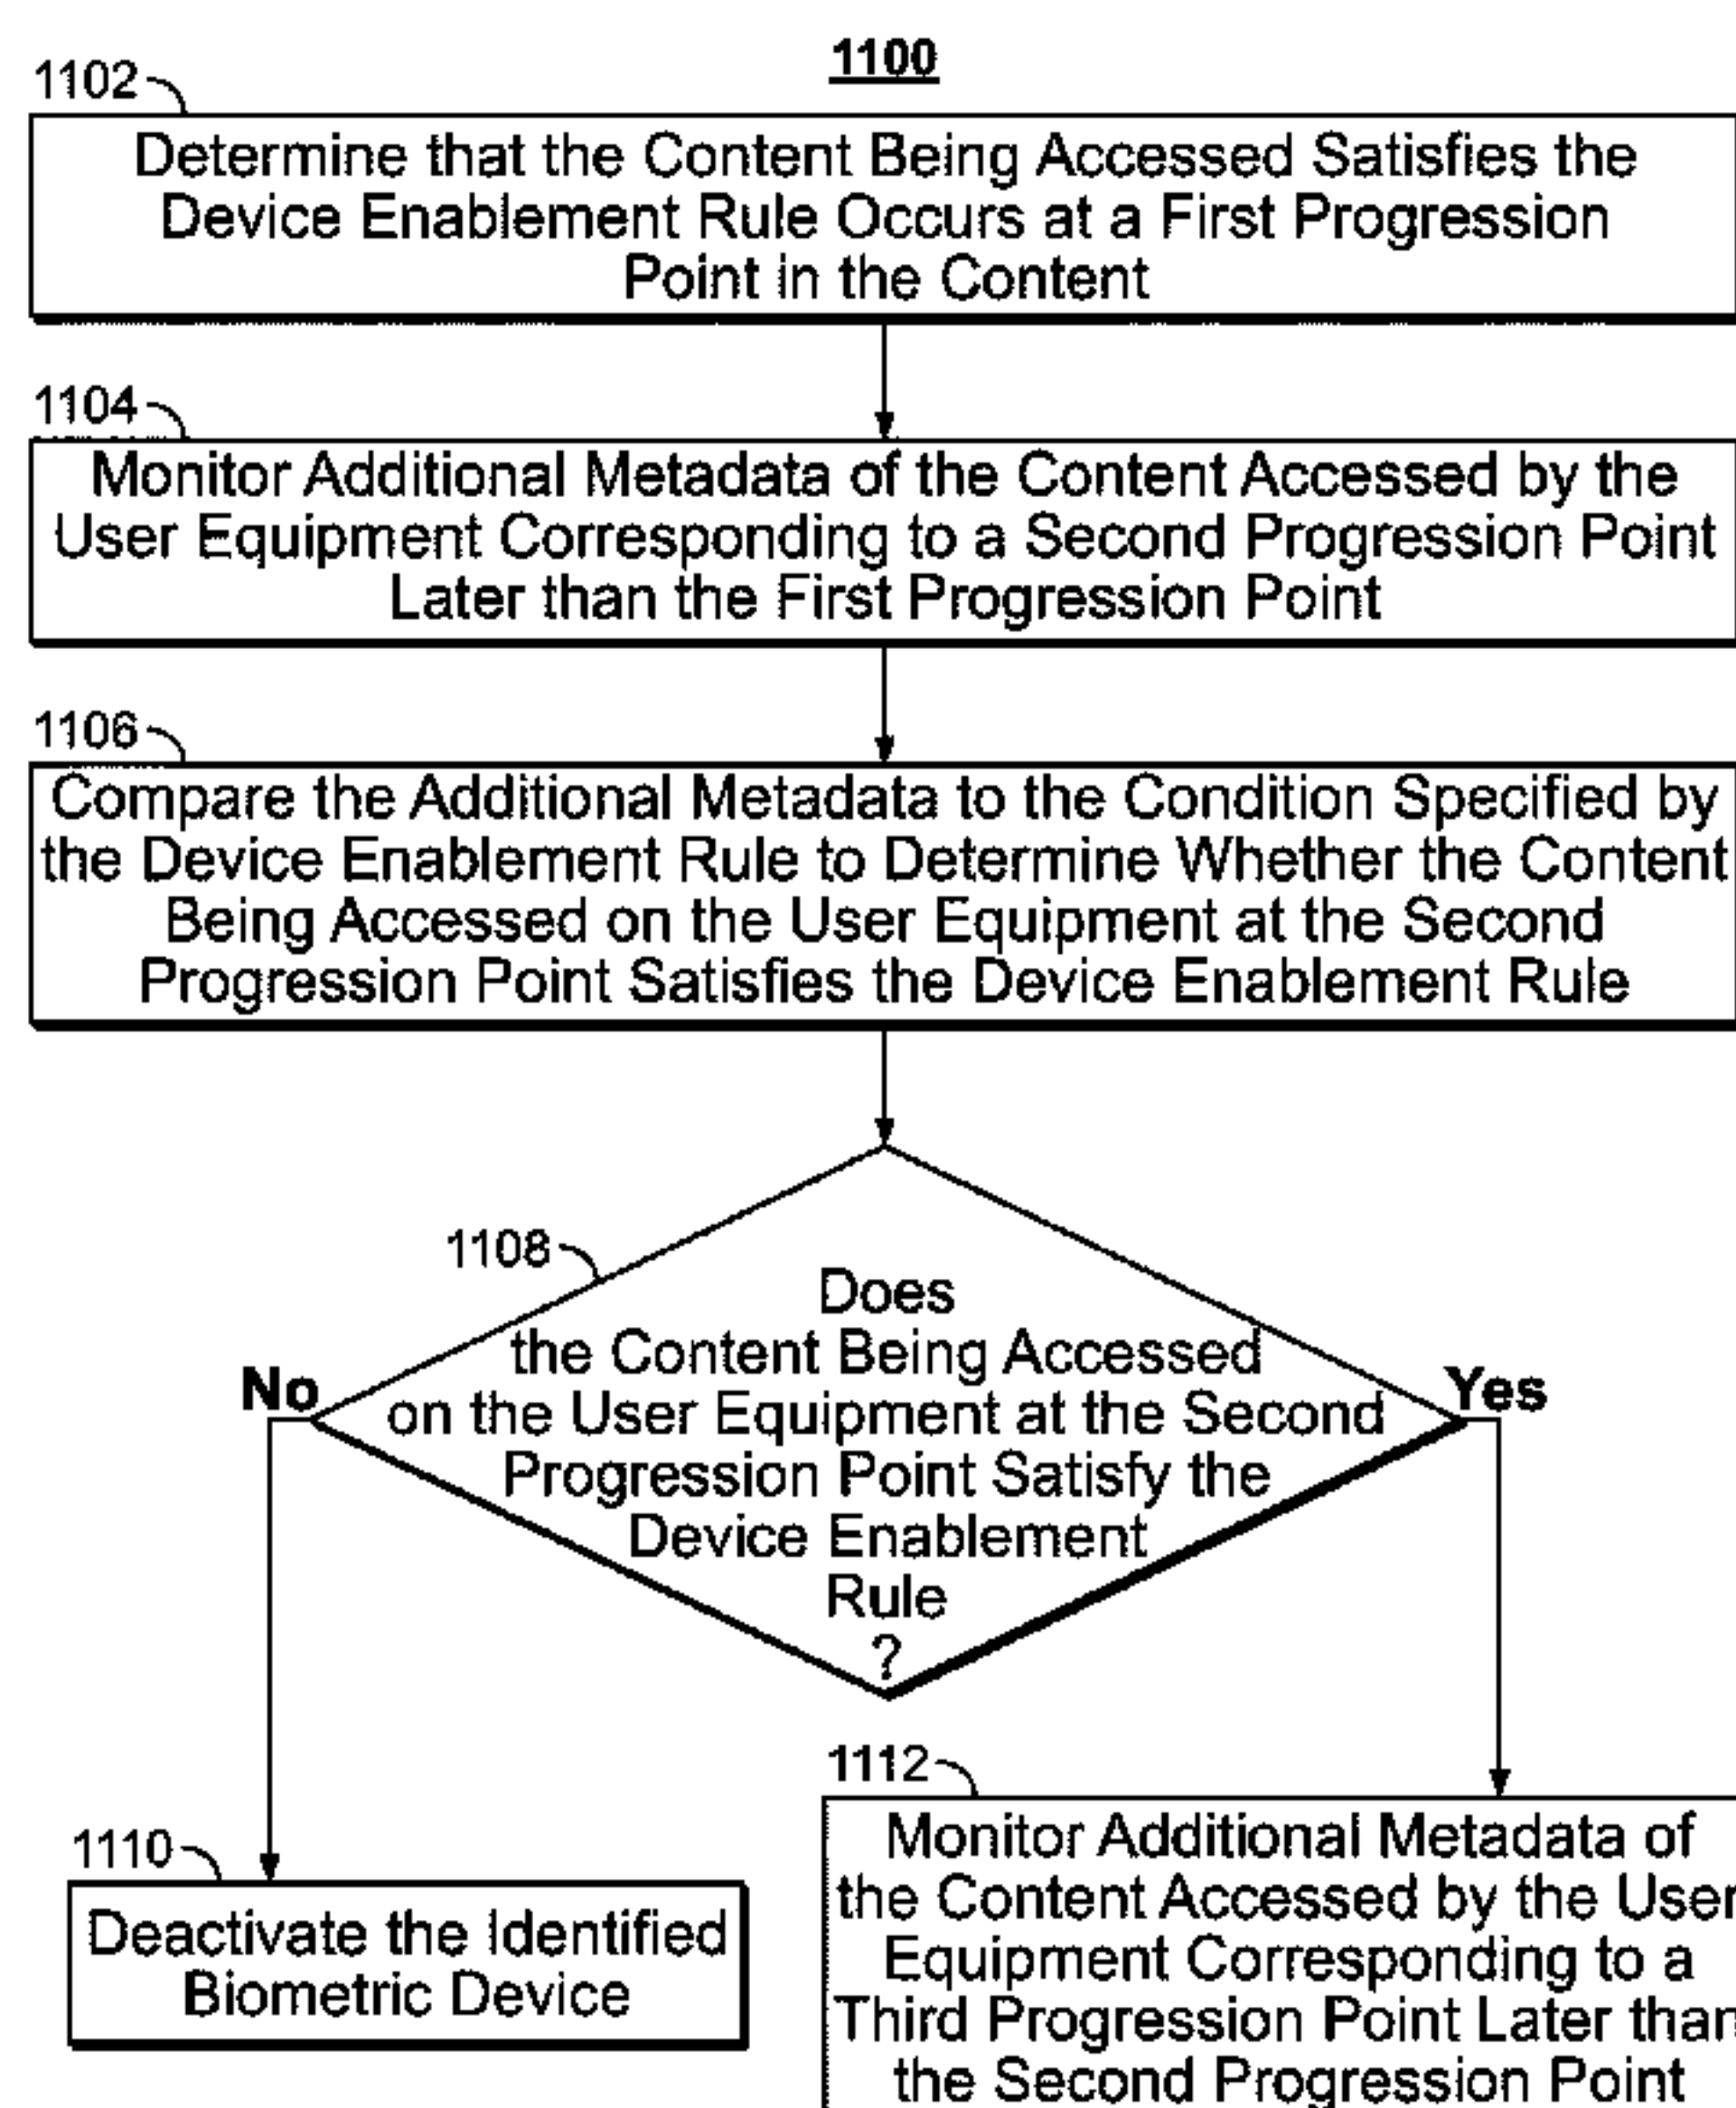 1100
1102
Determine that the Content Being Accessed Satisfies the
Device Enablement Rule Occurs at a First Progression
Point in the Content
1104
Monitor Additional Metadata of the Content Accessed by the
User Equipment Corresponding to a Second Progression Point
Later than the First Progression Point
1106
Compare the Additional Metadata to the Condition Specified by
the Device Enablement Rule to Determine Whether the Content
Being Accessed on the User Equipment at the Second
Progression Point Satisfies the Device Enablement Rule
1108
Does
the Content Being Accessed
on the User Equipment at the Second
Progression Point Satisfy the
Device Enablement
Rule
?
No
Yes
1110
Deactivate the Identified
Biometric Device
1112
Monitor Additional Metadata of
the Content Accessed by the User
Equipment Corresponding to a
Third Progression Point Later than
the Second Progression Point